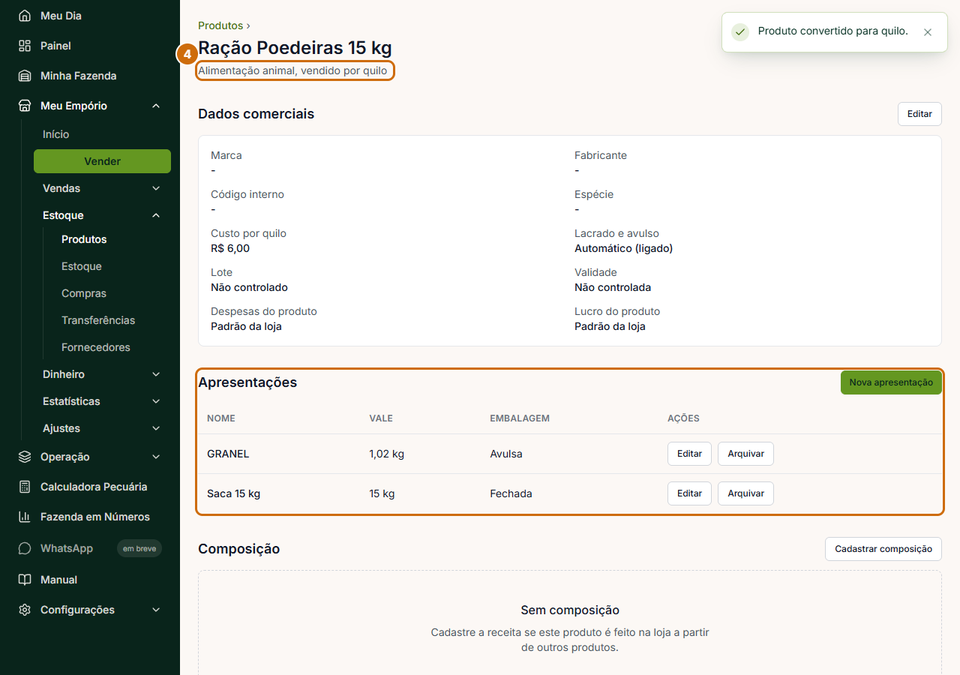 Meu Dia
Painel
Minha Fazenda
Meu Empório
Início
Vender
Vendas
Estoque
Produtos
Estoque
Compras
Transferências
Fornecedores
Dinheiro
Estatísticas
Ajustes
Operação
Calculadora Pecuária
Fazenda em Números
WhatsApp em breve
Manual
Configurações
Produtos ›
4
Ração Poedeiras 15 kg
Alimentação animal, vendido por quilo
Produto convertido para quilo.
Dados comerciais
Editar
Marca
-
Fabricante
-
Código interno
-
Espécie
-
Custo por quilo
R$ 6,00
Lacrado e avulso
Automático (ligado)
Lote
Não controlado
Validade
Não controlada
Despesas do produto
Padrão da loja
Lucro do produto
Padrão da loja
Apresentações
Nova apresentação
NOME VALE EMBALAGEM AÇÕES
GRANEL 1,02 kg Avulsa Editar Arquivar
Saca 15 kg 15 kg Fechada Editar Arquivar
Composição
Cadastrar composição
Sem composição
Cadastre a receita se este produto é feito na loja a partir
de outros produtos.